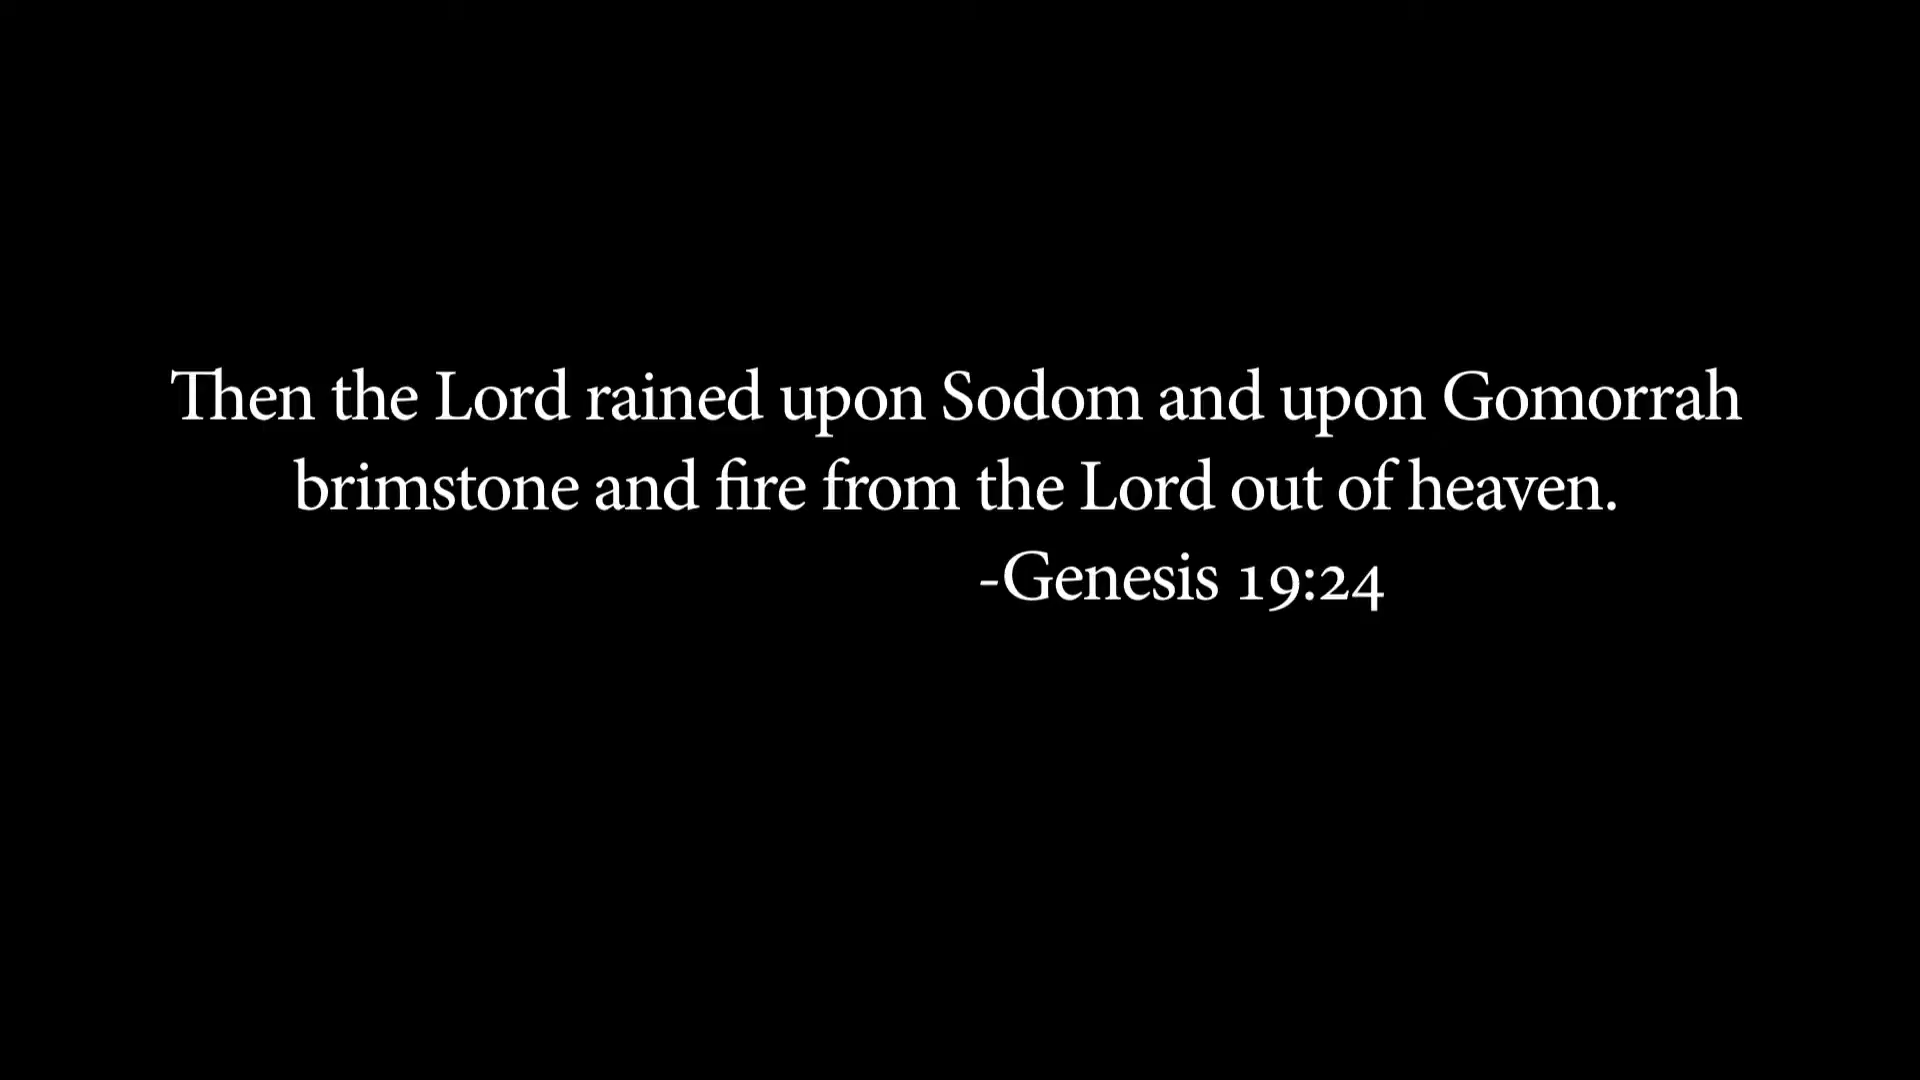 Then the Lord rained upon Sodom and upon Gomorrah
brimstone and fire from the Lord out of heaven.
-Genesis 19:24